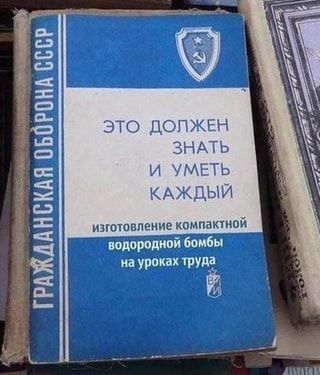 ГРАЖДАНСКАЯ ОБОРОНА СССР
ЭТО ДОЛЖЕН
ЗНАТЬ
И УМЕТЬ
КАЖДЫЙ
изготовление компактной
водородной бомбы
на уроках труда